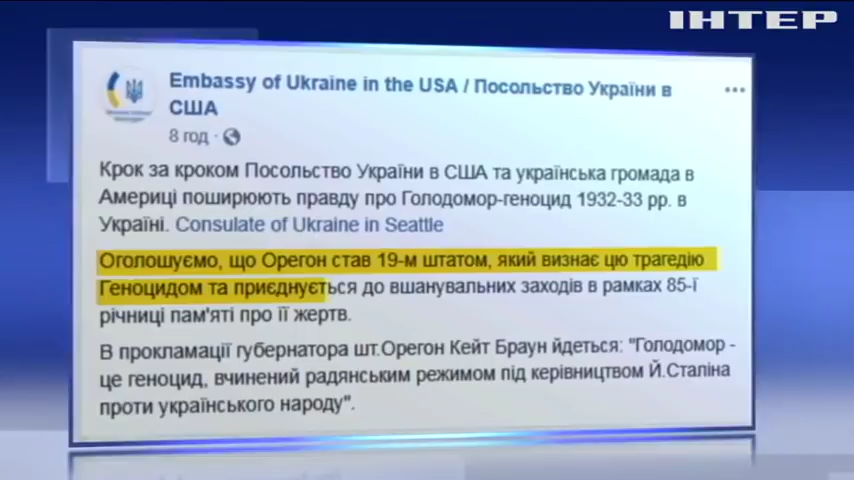 ІНТЕР
Embassy of Ukraine in the USA / Посольство України в
США
8 год ·
Крок за кроком Посольство України в США та українська громада в
Америці поширюють правду про Голодомор-геноцид 1932-33 рр. в
Україні. Consulate of Ukraine in Seattle
Оголошуємо, що Орегон став 19-м штатом, який визнає цю трагедію
Геноцидом та приєднується до вшанувальних заходів в рамках 85-ї
річниці пам'яті про її жертв.
В прокламації губернатора шт.Орегон Кейт Браун йдеться: "Голодомор -
це геноцид, вчинений радянським режимом під керівництвом Й.Сталіна
проти українського народу".